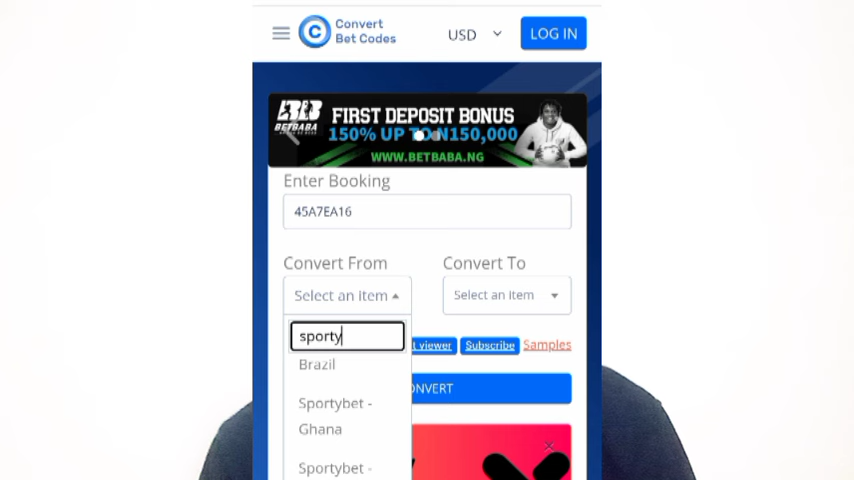 Convert
Bet Codes
USD
LOG IN
BETBABA
FIRST DEPOSIT BONUS
150% UP TO N150,000
WWW.BETBABA.NG
Enter Booking
45A7EA16
Convert From
Convert To
Select an item
Select an item
sporty
viewer
Subscribe
Samples
Brazil
Sportybet -
Ghana
Sportybet -